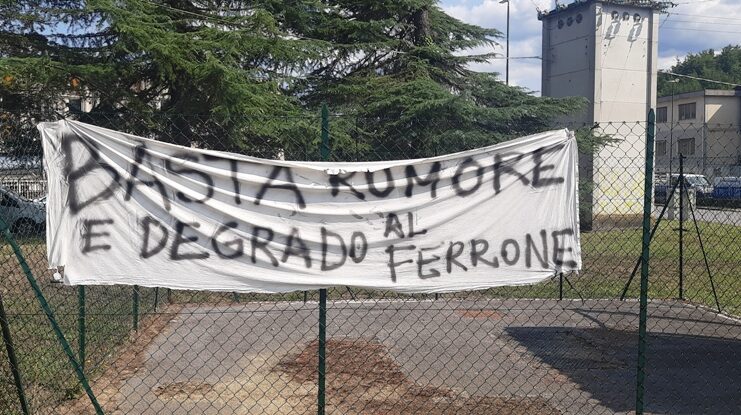 BASTA RUMORE
E DEGRADO AL FERRONE